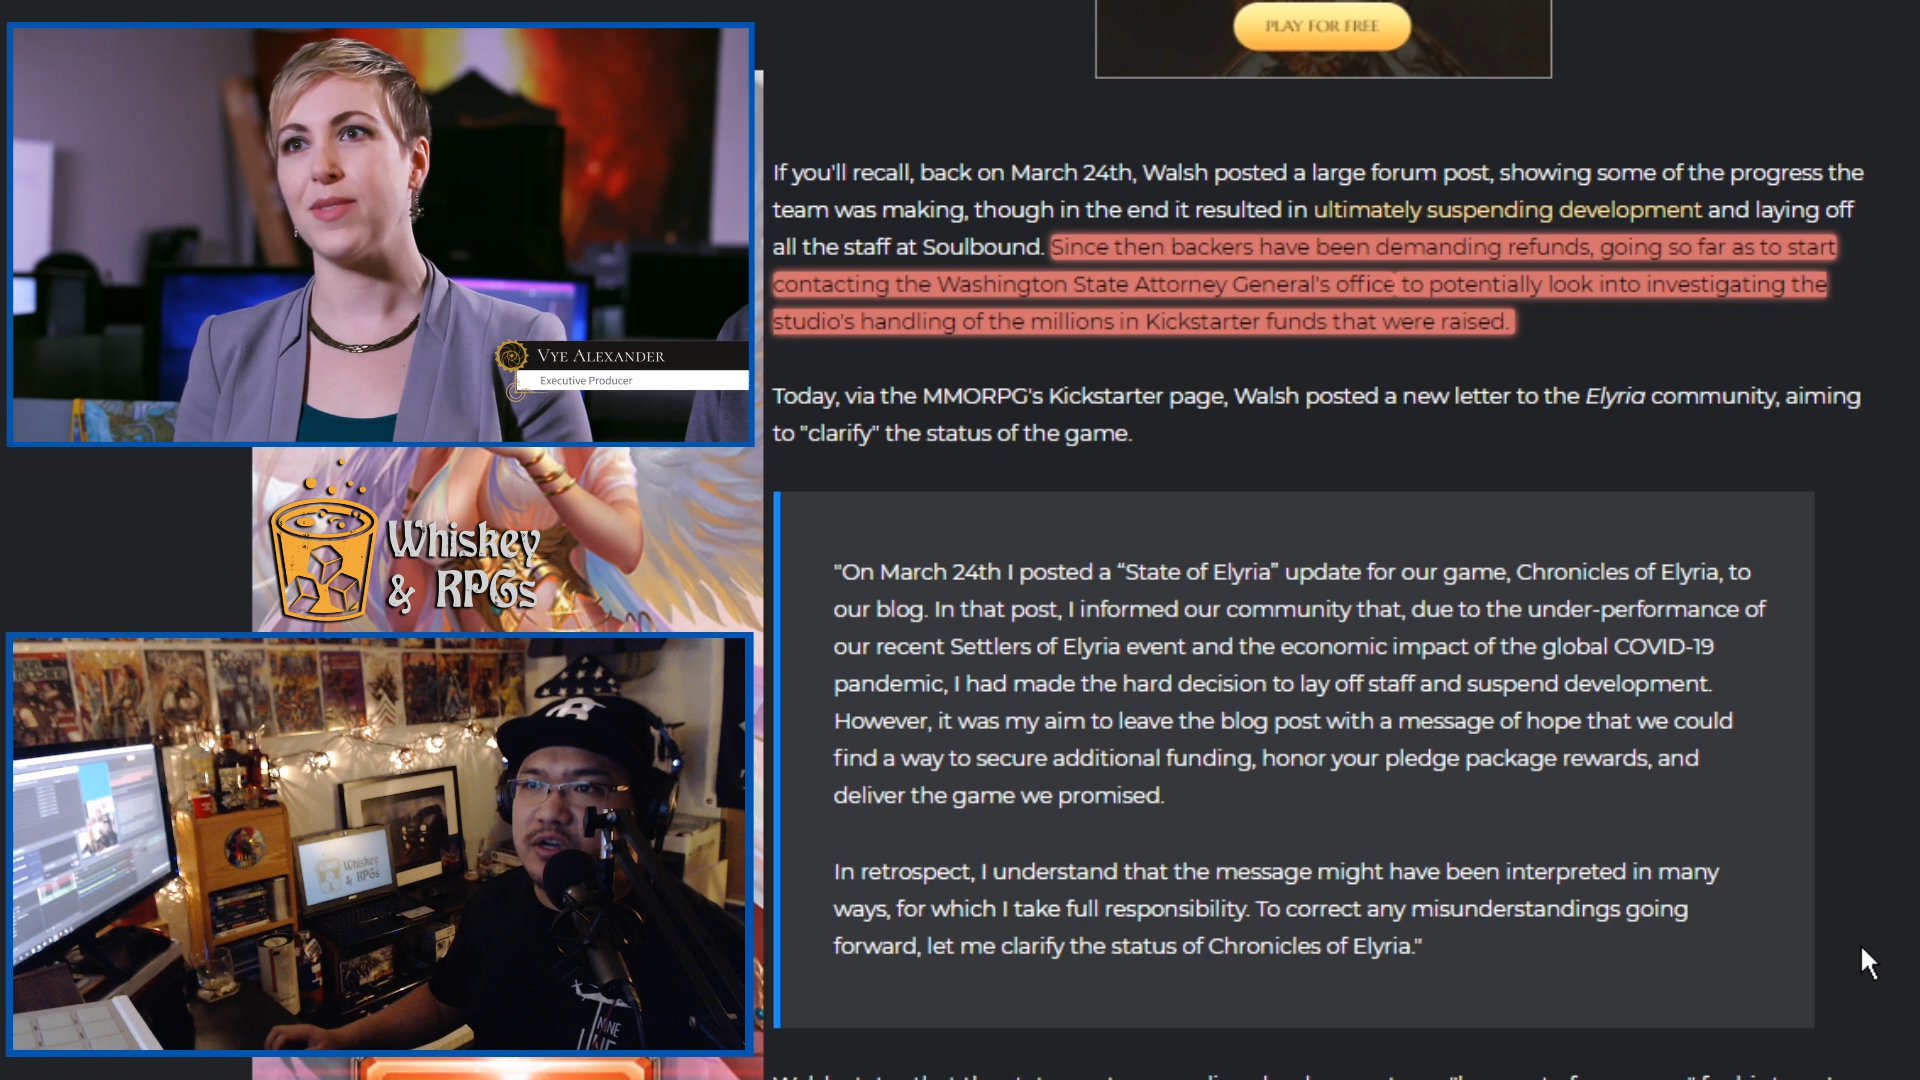 PLAY FOR FREE
If you'll recall, back on March 24th, Walsh posted a large forum post, showing some of the progress the
team was making, though in the end it resulted in ultimately suspending development and laying off
all the staff at Soulbound. Since then backers have been demanding refunds, going so far as to start
contacting the Washington State Attorney General's office to potentially look into investigating the
studio's handling of the millions in Kickstarter funds that were raised.
Today, via the MMORPG's Kickstarter page, Walsh posted a new letter to the Elyria community, aiming
to "clarify" the status of the game.
"On March 24th I posted a “State of Elyria” update for our game, Chronicles of Elyria, to
our blog. In that post, I informed our community that, due to the under-performance of
our recent Settlers of Elyria event and the economic impact of the global COVID-19
pandemic, I had made the hard decision to lay off staff and suspend development.
However, it was my aim to leave the blog post with a message of hope that we could
find a way to secure additional funding, honor your pledge package rewards, and
deliver the game we promised.
In retrospect, I understand that the message might have been interpreted in many
ways, for which I take full responsibility. To correct any misunderstandings going
forward, let me clarify the status of Chronicles of Elyria."
Vye Alexander
Executive Producer
Whiskey
& RPGs
Whiskey
& RPGs